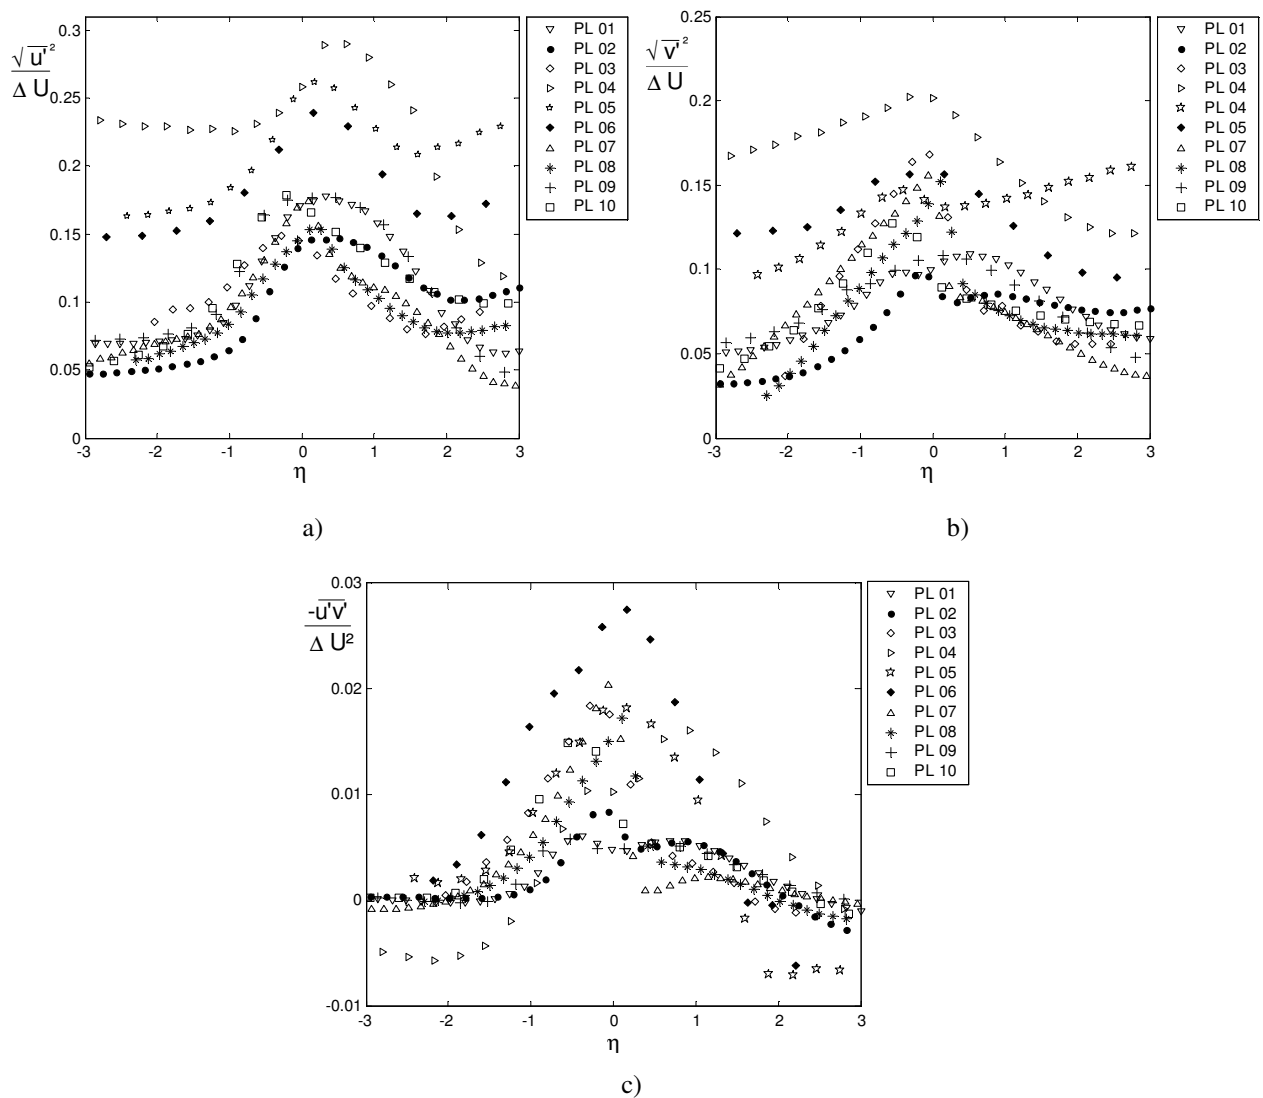 √u'²
ΔU
0.3
0.25
0.2
0.15
0.1
0.05
0
-3 -2 -1 0 1 2 3
η
PL 01
PL 02
PL 03
PL 04
PL 05
PL 06
PL 07
PL 08
PL 09
PL 10
a)
√v'²
ΔU
0.25
0.2
0.15
0.1
0.05
0
-3 -2 -1 0 1 2 3
η
PL 01
PL 02
PL 03
PL 04
PL 04
PL 05
PL 07
PL 08
PL 09
PL 10
b)
-u'v'
ΔU²
0.03
0.02
0.01
0
-0.01
-3 -2 -1 0 1 2 3
η
PL 01
PL 02
PL 03
PL 04
PL 05
PL 06
PL 07
PL 08
PL 09
PL 10
c)